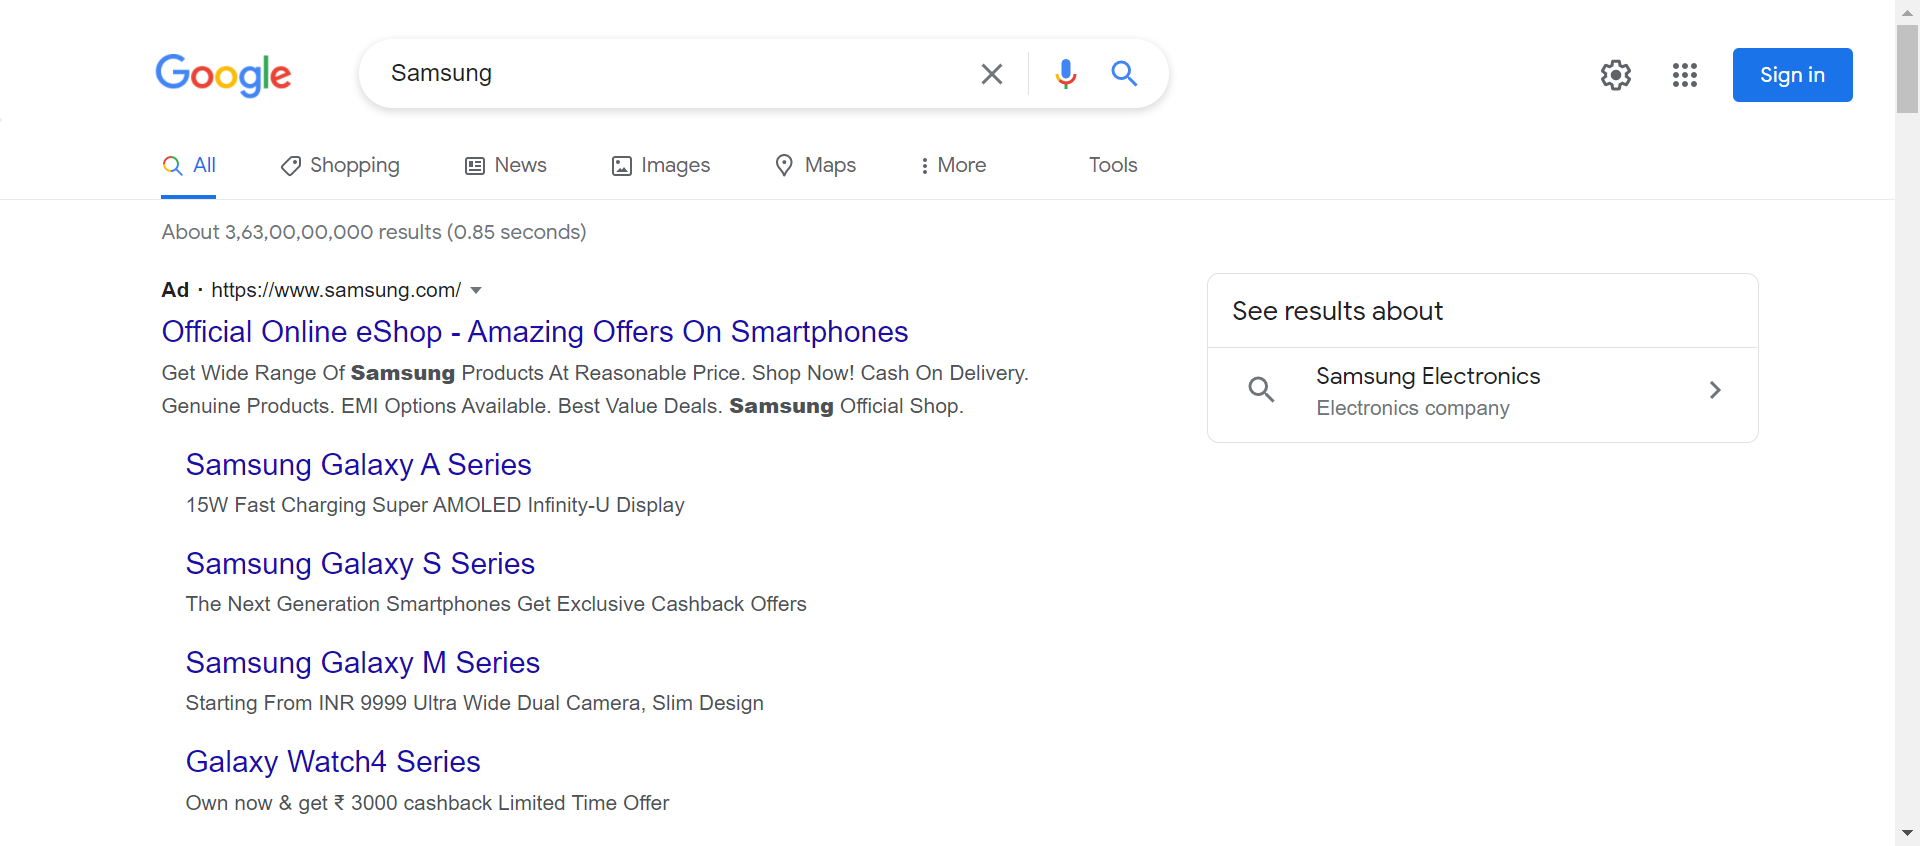 Google
Samsung
Sign in
All
Shopping
News
Images
Maps
More
Tools
About 3,63,00,00,000 results (0.85 seconds)
Ad · https://www.samsung.com/
Official Online eShop - Amazing Offers On Smartphones
Get Wide Range Of Samsung Products At Reasonable Price. Shop Now! Cash On Delivery.
Genuine Products. EMI Options Available. Best Value Deals. Samsung Official Shop.
Samsung Galaxy A Series
15W Fast Charging Super AMOLED Infinity-U Display
Samsung Galaxy S Series
The Next Generation Smartphones Get Exclusive Cashback Offers
Samsung Galaxy M Series
Starting From INR 9999 Ultra Wide Dual Camera, Slim Design
Galaxy Watch4 Series
Own now & get ₹ 3000 cashback Limited Time Offer
See results about
Samsung Electronics
Electronics company